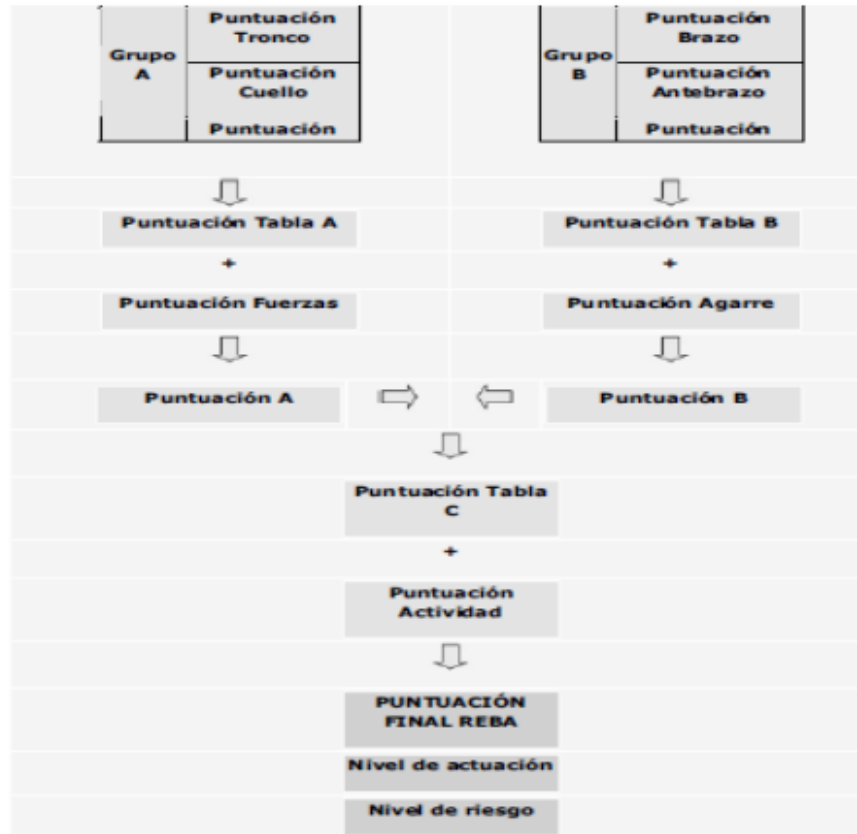 Grupo
A
Puntuación
Tronco
Puntuación
Cuello
Puntuación
Grupo
B
Puntuación
Brazo
Puntuación
Antebrazo
Puntuación
Puntuación Tabla A
Puntuación Tabla B
+
+
Puntuación Fuerzas
Puntuación Agarre
Puntuación A
Puntuación B
Puntuación Tabla
C
+
Puntuación
Actividad
PUNTUACIÓN
FINAL REBA
Nivel de actuación
Nivel de riesgo